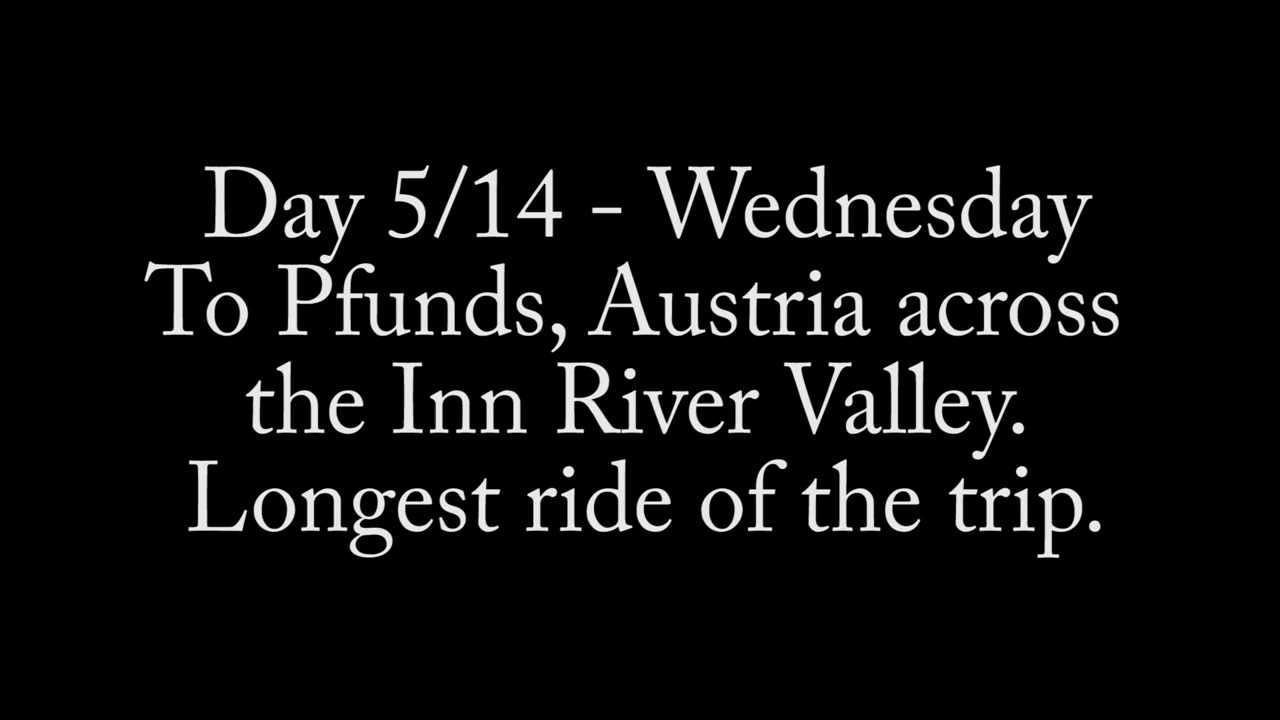 Day 5/14 - Wednesday
To Pfunds, Austria across
the Inn River Valley.
Longest ride of the trip.